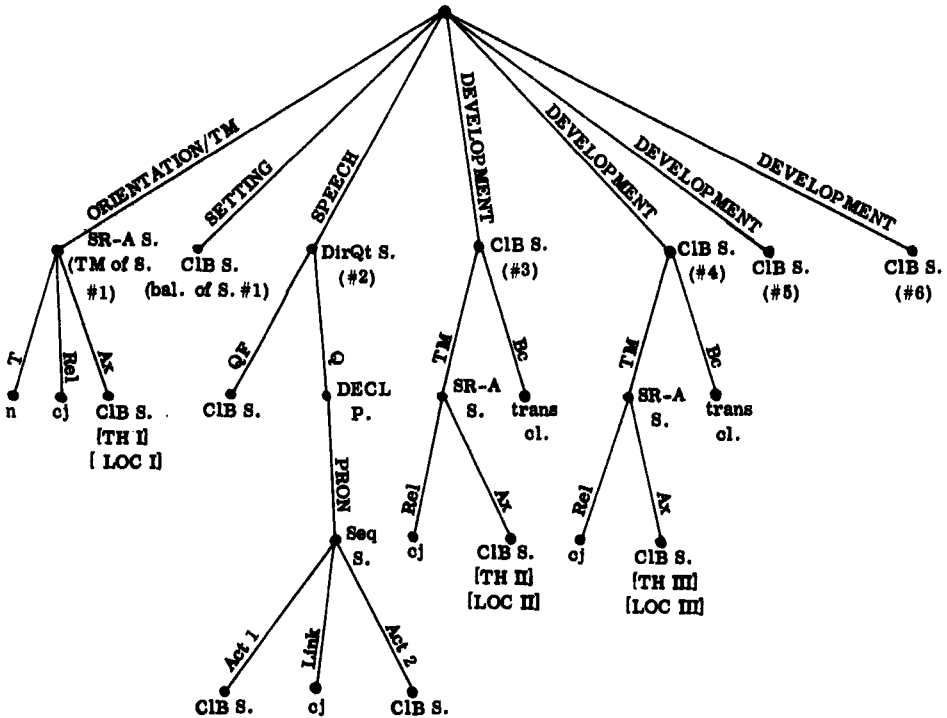 ORIENTATION/TM
SETTING
SPEECH
DEVELOPMENT
DEVELOPMENT
DEVELOPMENT
DEVELOPMENT
SR-A S.
(TM of S.
#1)
ClB S.
(bal. of S. #1)
DirQt S.
(#2)
ClB S.
(#3)
ClB S.
(#4)
ClB S.
(#5)
ClB S.
(#6)
T
Rel
Ax
QF
Q
TM
Bc
TM
Bc
n
cj
ClB S.
[TH I]
[LOC I]
ClB S.
DECL
P.
SR-A
S.
trans
cl.
SR-A
S.
trans
cl.
PRON
Rel
Ax
Rel
Ax
Seq
S.
cj
ClB S.
[TH II]
[LOC II]
cj
ClB S.
[TH III]
[LOC III]
Act 1
Link
Act 2
ClB S.
cj
ClB S.